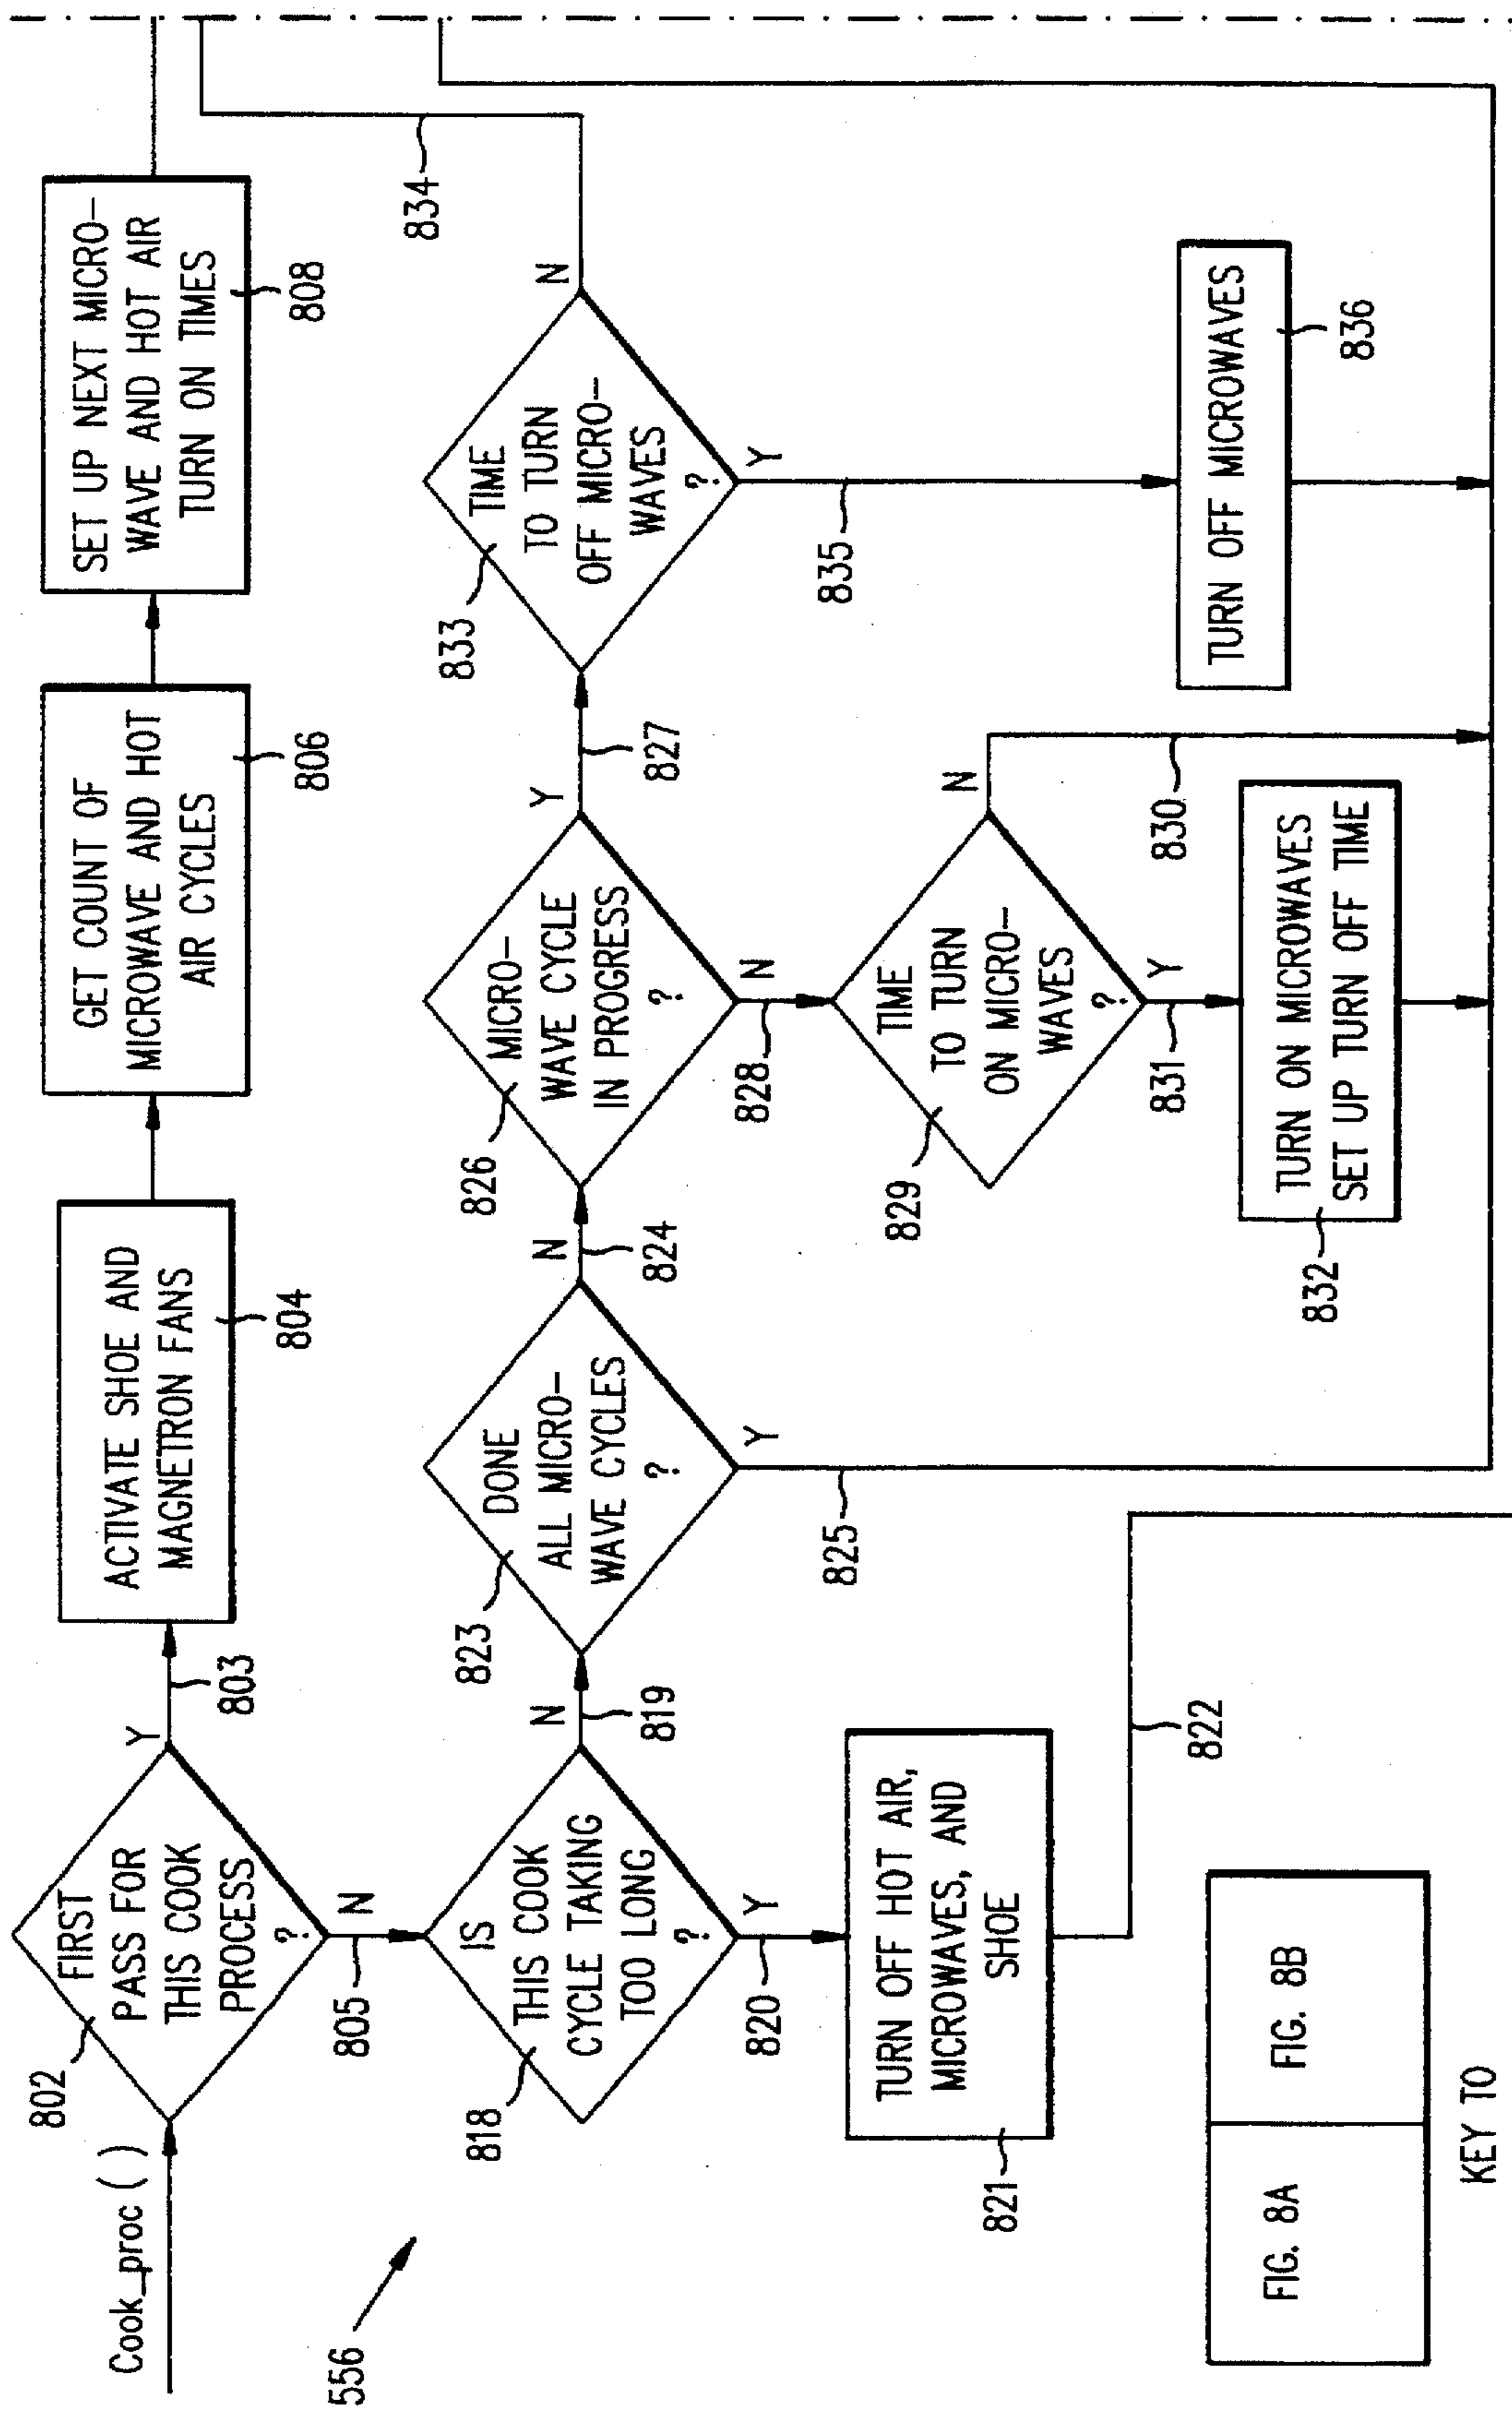 Cook_proc ( )
802
FIRST
PASS FOR
THIS COOK
PROCESS
?
Y
803
N
805
ACTIVATE SHOE AND
MAGNETRON FANS
804
GET COUNT OF
MICROWAVE AND HOT
AIR CYCLES
806
SET UP NEXT MICRO–
WAVE AND HOT AIR
TURN ON TIMES
808
556
818
IS
THIS COOK
CYCLE TAKING
TOO LONG
?
N
819
Y
820
823
DONE
ALL MICRO–
WAVE CYCLES
?
N
824
Y
825
826
MICRO–
WAVE CYCLE
IN PROGRESS
?
Y
827
N
828
833
TIME
TO TURN
OFF MICRO–
WAVES
?
N
834
Y
835
821
TURN OFF HOT AIR,
MICROWAVES, AND
SHOE
822
829
TIME
TO TURN
ON MICRO–
WAVES
?
N
830
Y
831
832
TURN ON MICROWAVES
SET UP TURN OFF TIME
TURN OFF MICROWAVES
836
FIG. 8A
FIG. 8B
KEY TO